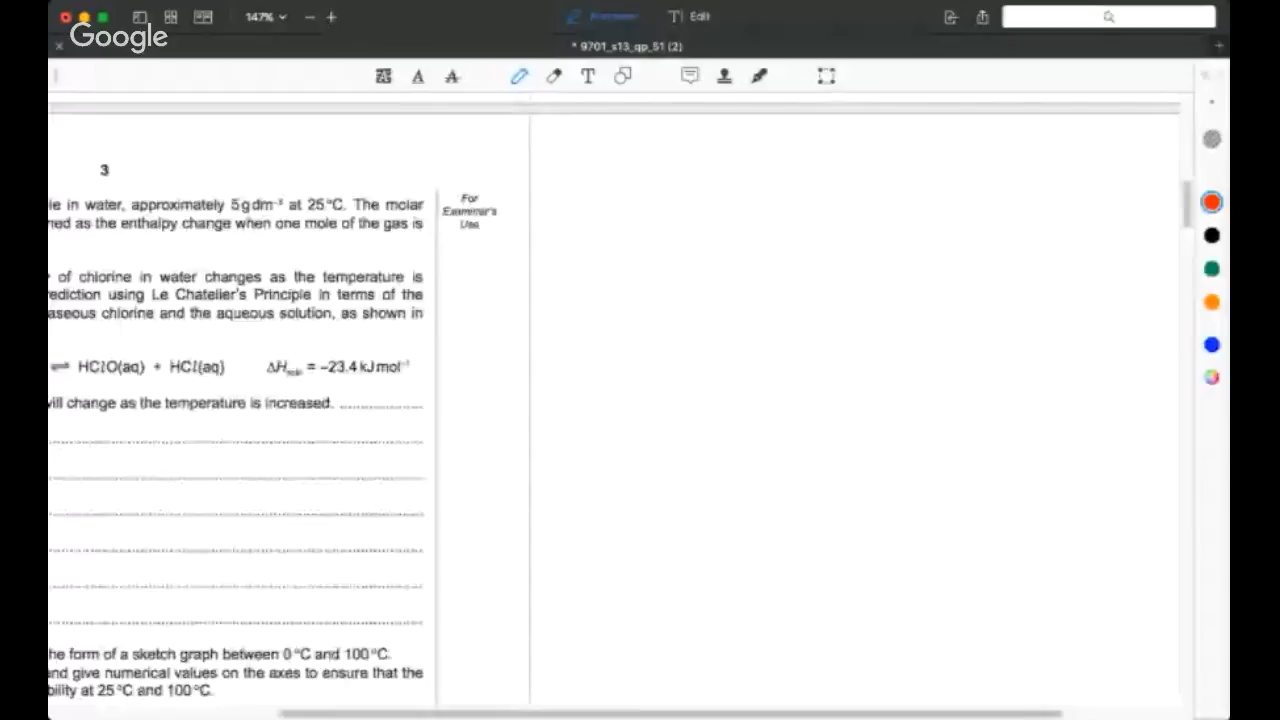 147%
T Edit
Google
* 9701_s13_qp_51 (2)
A A T
3
le in water, approximately 5 g dm⁻³ at 25 °C. The molar
ned as the enthalpy change when one mole of the gas is
For
Examiner's
Use
of chlorine in water changes as the temperature is
rediction using Le Chatelier's Principle in terms of the
aseous chlorine and the aqueous solution, as shown in
⇌ HClO(aq) + HCl(aq) ΔH = –23.4 kJ mol⁻¹
will change as the temperature is increased.
he form of a sketch graph between 0 °C and 100 °C.
and give numerical values on the axes to ensure that the
bility at 25 °C and 100 °C.